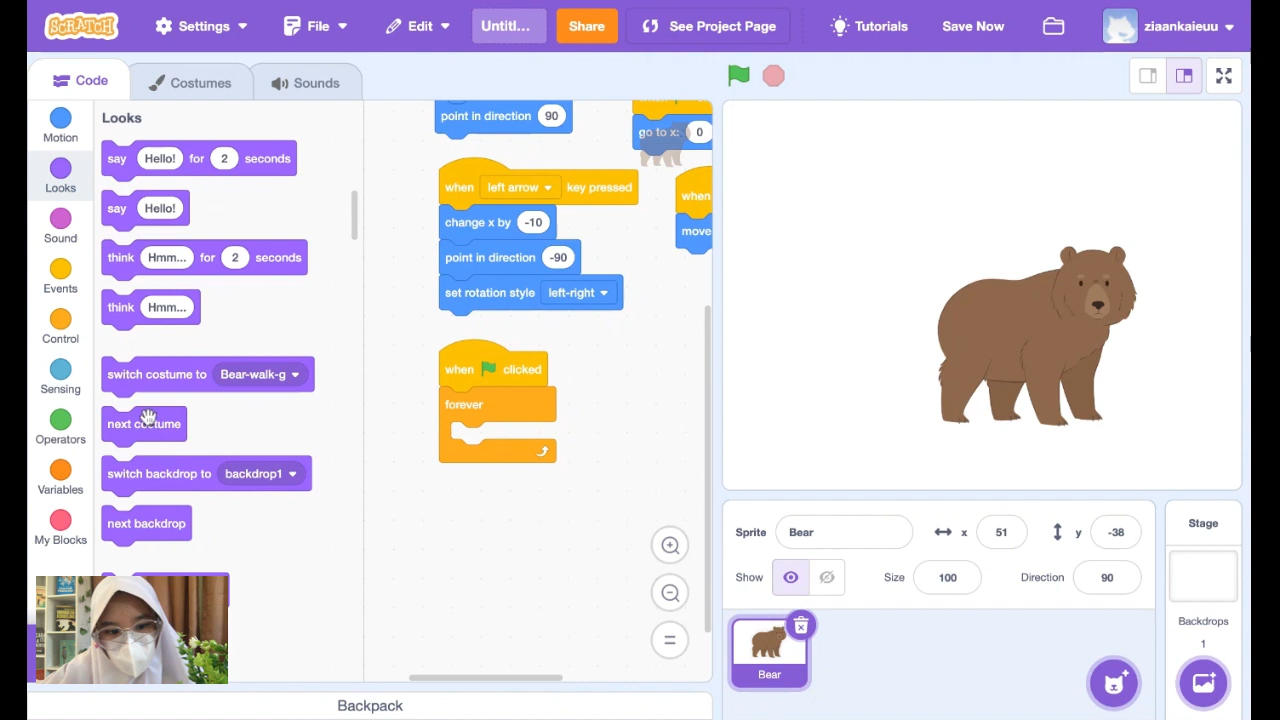 SCRATCH
Settings
File
Edit
Untitl...
Share
See Project Page
Tutorials
Save Now
ziaankaieuu
Code
Costumes
Sounds
Motion
Looks
Sound
Events
Control
Sensing
Operators
Variables
My Blocks
Looks
say Hello! for 2 seconds
say Hello!
think Hmm... for 2 seconds
think Hmm...
switch costume to Bear-walk-g
next costume
switch backdrop to backdrop1
next backdrop
point in direction 90
go to x: 0
when left arrow key pressed
change x by -10
point in direction -90
set rotation style left-right
when
move
when clicked
forever
Backpack
Sprite Bear x 51 y -38
Show Size 100 Direction 90
Bear
Stage
Backdrops
1